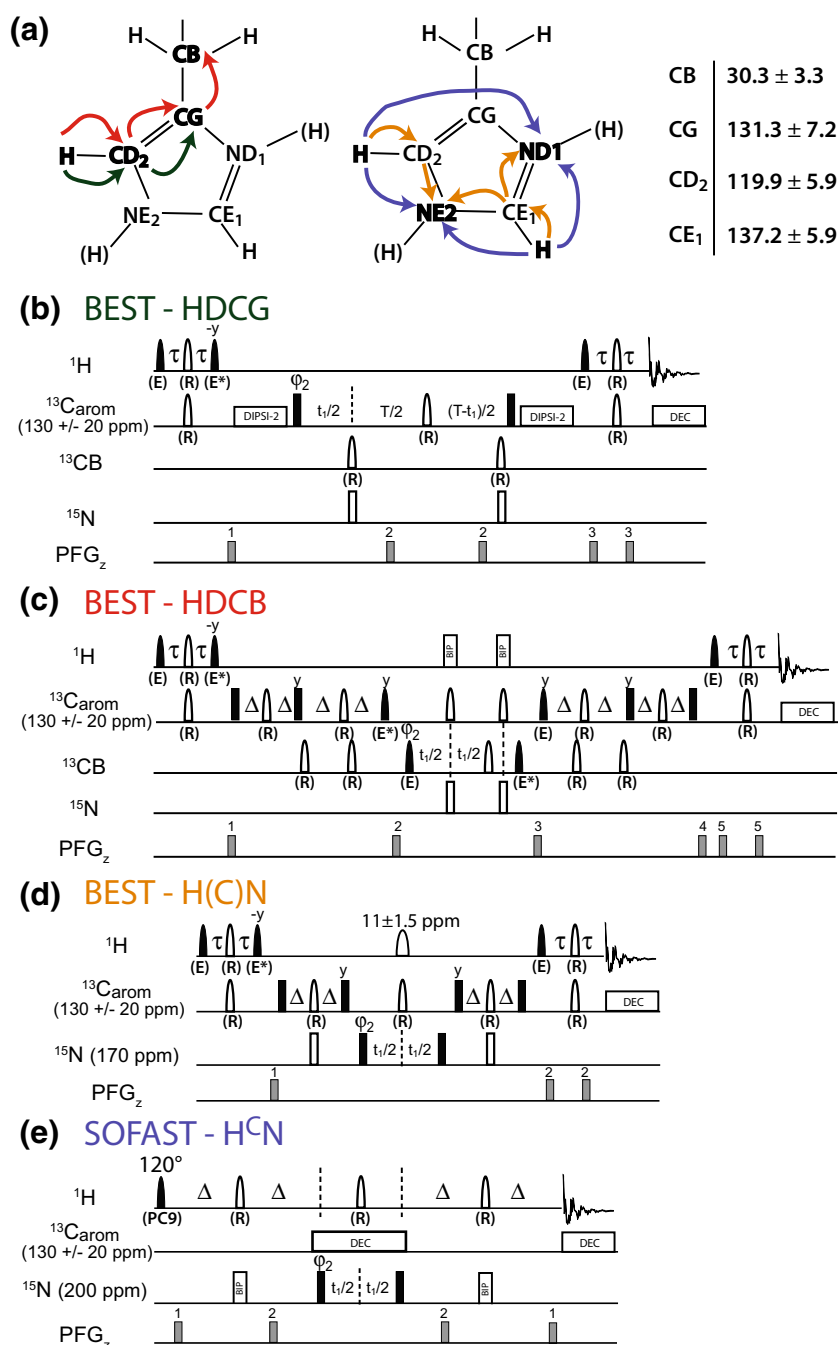 (a)
H H H H
CB CB
CG CG
H CD2 ND1 (H) H CD2 ND1 (H)
NE2 CE1 NE2 CE1
(H) H (H) H
CB 30.3 ± 3.3
CG 131.3 ± 7.2
CD2 119.9 ± 5.9
CE1 137.2 ± 5.9
(b) BEST - HDCG
-y
1H τ τ τ τ
(E) (R) (E*) (E) (R)
φ2
13Carom DIPSI-2 t1/2 T/2 (T-t1)/2 DIPSI-2 DEC
(130 +/- 20 ppm) (R) (R) (R)
13CB
(R) (R)
15N
1 2 2 3 3
PFGz
(c) BEST - HDCB
-y
1H τ τ BIP BIP τ τ
(E) (R) (E*) (E) (R)
y y y y
13Carom Δ Δ Δ Δ Δ Δ Δ Δ DEC
(130 +/- 20 ppm) (R) (R) (R) (E*) (E) (R) (R) (R)
φ2
13CB t1/2 t1/2
(R) (R) (E) (E*) (R) (R)
15N
1 2 3 4 5 5
PFGz
(d) BEST - H(C)N
-y 11±1.5 ppm
1H τ τ τ τ
(E) (R) (E*) (E) (R)
y y
13Carom Δ Δ Δ Δ DEC
(130 +/- 20 ppm) (R) (R) (R) (R) (R)
φ2
15N (170 ppm) t1/2 t1/2
1 2 2
PFGz
(e) SOFAST - HCN
120°
1H Δ Δ Δ Δ
(PC9) (R) (R) (R)
13Carom DEC DEC
(130 +/- 20 ppm)
φ2
15N (200 ppm) BIP t1/2 t1/2 BIP
1 2 2 1
PFGz